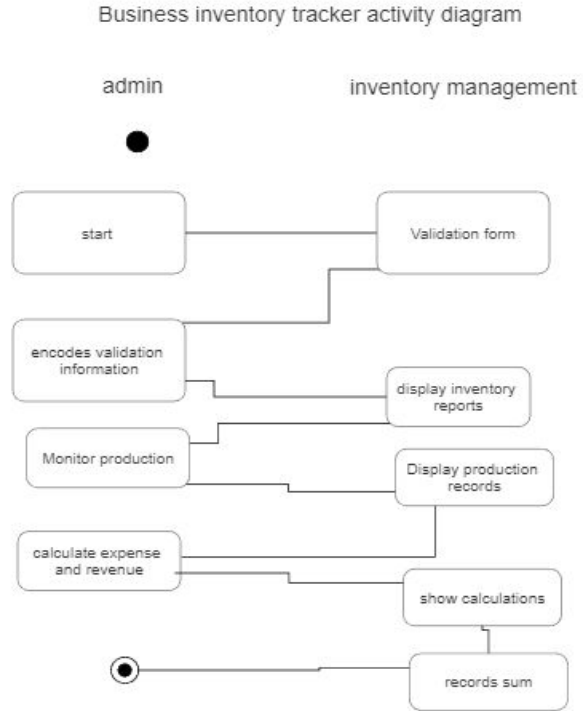 Business inventory tracker activity diagram
admin
inventory management
start
Validation form
encodes validation
information
display inventory
reports
Monitor production
Display production
records
calculate expense
and revenue
show calculations
records sum